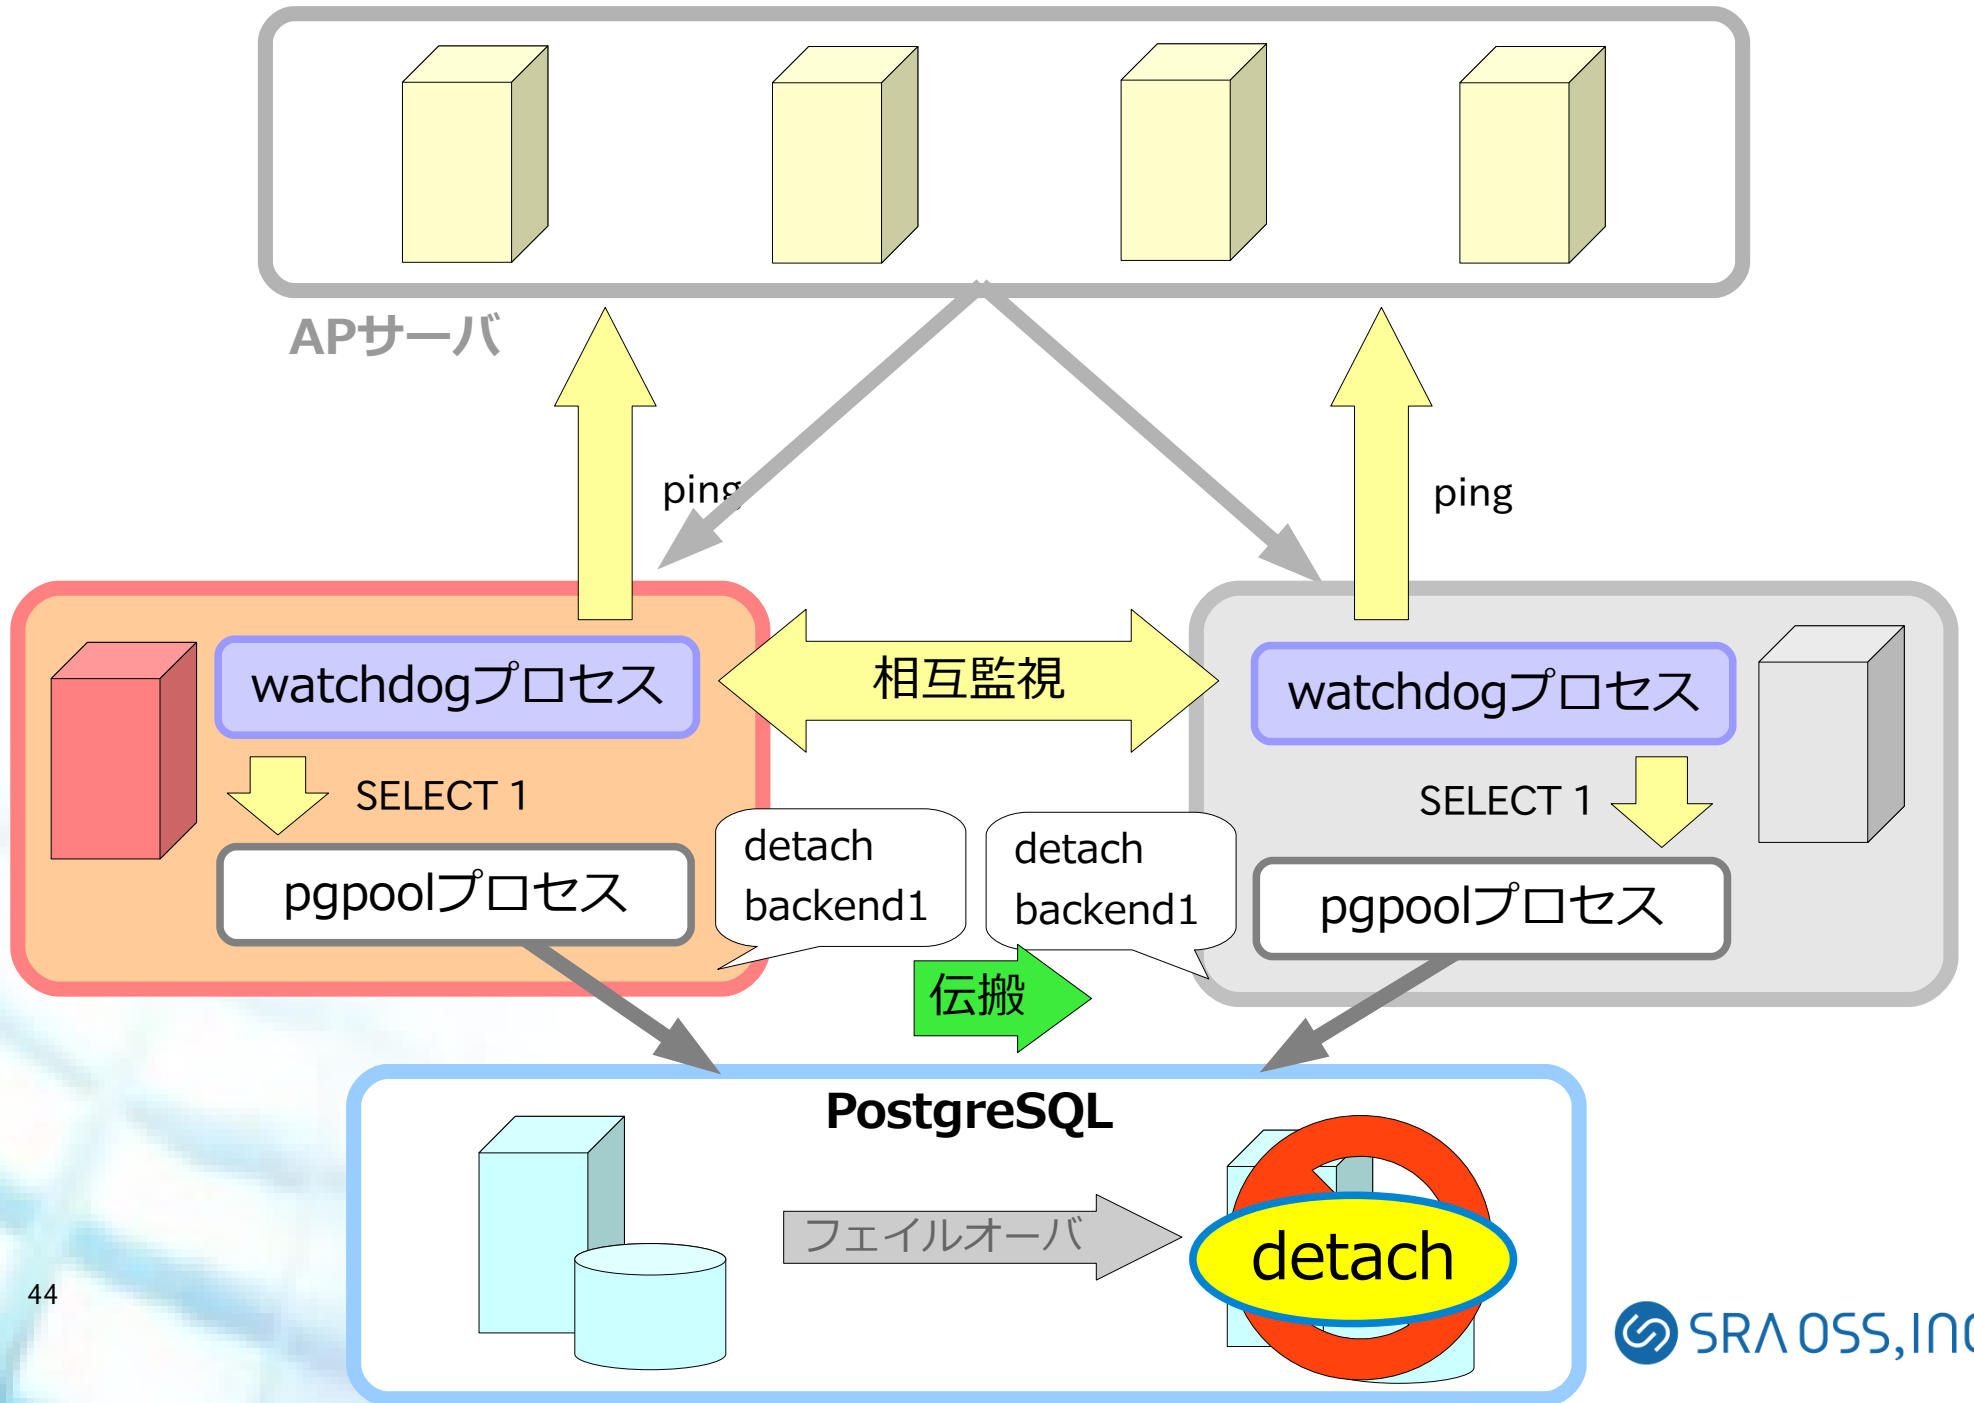 APサーバ
ping
ping
watchdogプロセス
相互監視
watchdogプロセス
SELECT 1
SELECT 1
detach
backend1
detach
backend1
pgpoolプロセス
pgpoolプロセス
伝搬
PostgreSQL
フェイルオーバ
detach
44
SRA OSS, INC